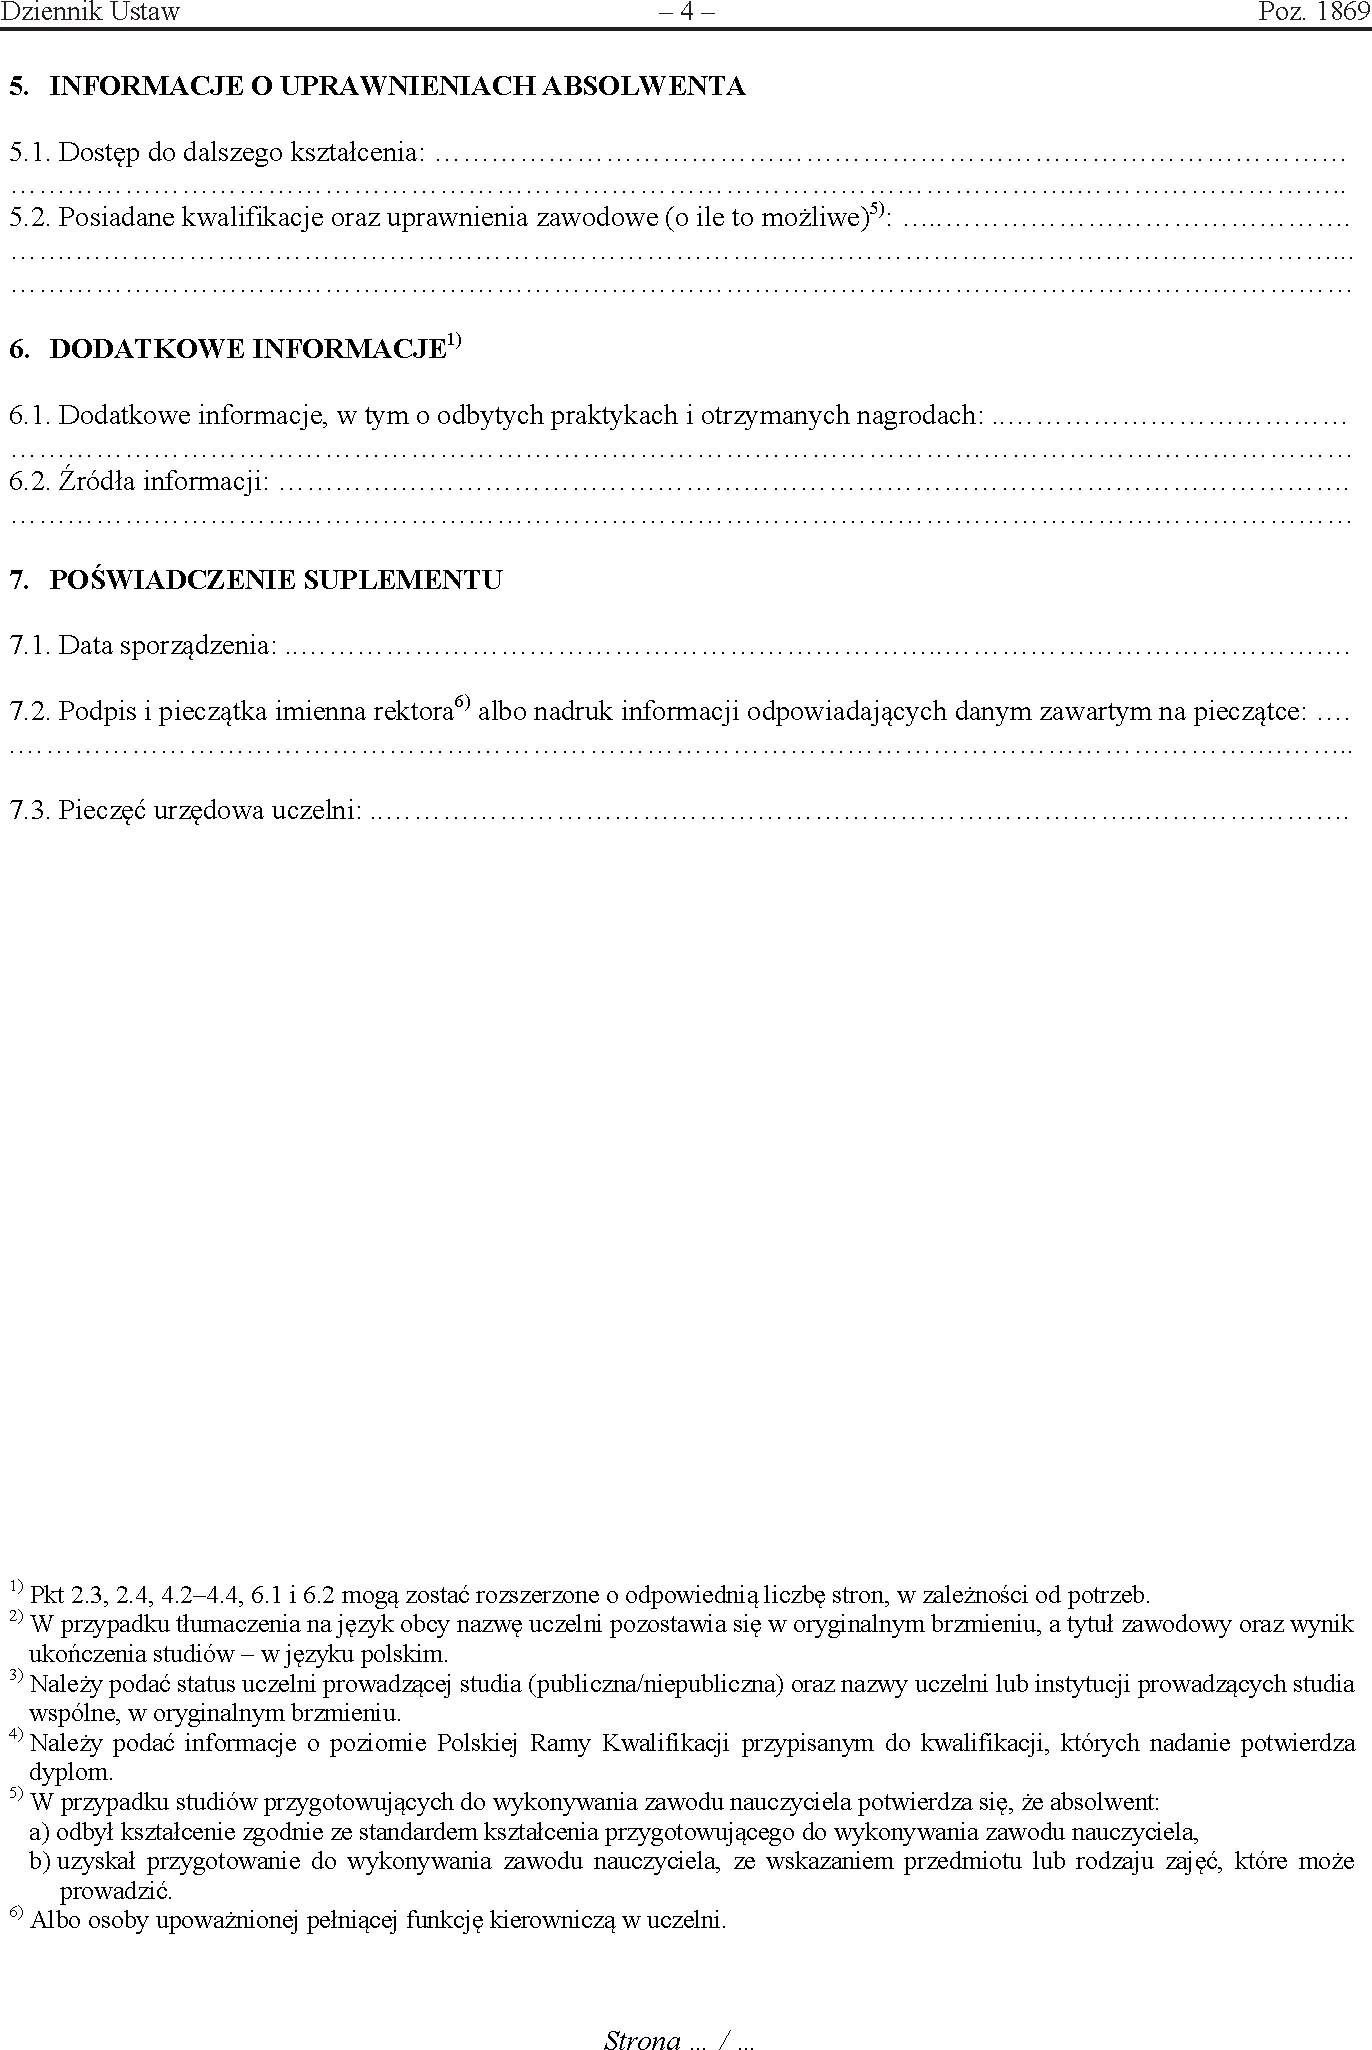 Dziennik Ustaw – 4 – Poz. 1869
5. INFORMACJE O UPRAWNIENIACH ABSOLWENTA
5.1. Dostęp do dalszego kształcenia: ……………………………………………………………………………………
……………………………………………………………………………………………………….……………………….…..
5.2. Posiadane kwalifikacje oraz uprawnienia zawodowe (o ile to możliwe)5): …..…………………………………….
…….…………………………………………………………………………………………………………………………...
……………………………………………………………………………………………………………………………
6. DODATKOWE INFORMACJE1)
6.1. Dodatkowe informacje, w tym o odbytych praktykach i otrzymanych nagrodach: ..………………………………
……………………………………………………………………………………………………………………………
6.2. Źródła informacji: ………….……………………………………………………………………………………….
……………………………………………………………………………………………………………………………
7. POŚWIADCZENIE SUPLEMENTU
7.1. Data sporządzenia: ..…………………………………………………………..……………………………………
7.2. Podpis i pieczątka imienna rektora6) albo nadruk informacji odpowiadających danym zawartym na pieczątce: ….
.………………………………………………………………………………………………………………………….…..
7.3. Pieczęć urzędowa uczelni: ..……………………………………………………………………..………………….
1) Pkt 2.3, 2.4, 4.2–4.4, 6.1 i 6.2 mogą zostać rozszerzone o odpowiednią liczbę stron, w zależności od potrzeb.
2) W przypadku tłumaczenia na język obcy nazwę uczelni pozostawia się w oryginalnym brzmieniu, a tytuł zawodowy oraz wynik
ukończenia studiów – w języku polskim.
3) Należy podać status uczelni prowadzącej studia (publiczna/niepubliczna) oraz nazwy uczelni lub instytucji prowadzących studia
wspólne, w oryginalnym brzmieniu.
4) Należy podać informacje o poziomie Polskiej Ramy Kwalifikacji przypisanym do kwalifikacji, których nadanie potwierdza
dyplom.
5) W przypadku studiów przygotowujących do wykonywania zawodu nauczyciela potwierdza się, że absolwent:
a) odbył kształcenie zgodnie ze standardem kształcenia przygotowującego do wykonywania zawodu nauczyciela,
b) uzyskał przygotowanie do wykonywania zawodu nauczyciela, ze wskazaniem przedmiotu lub rodzaju zajęć, które może
prowadzić.
6) Albo osoby upoważnionej pełniącej funkcję kierowniczą w uczelni.
Strona ... / ...